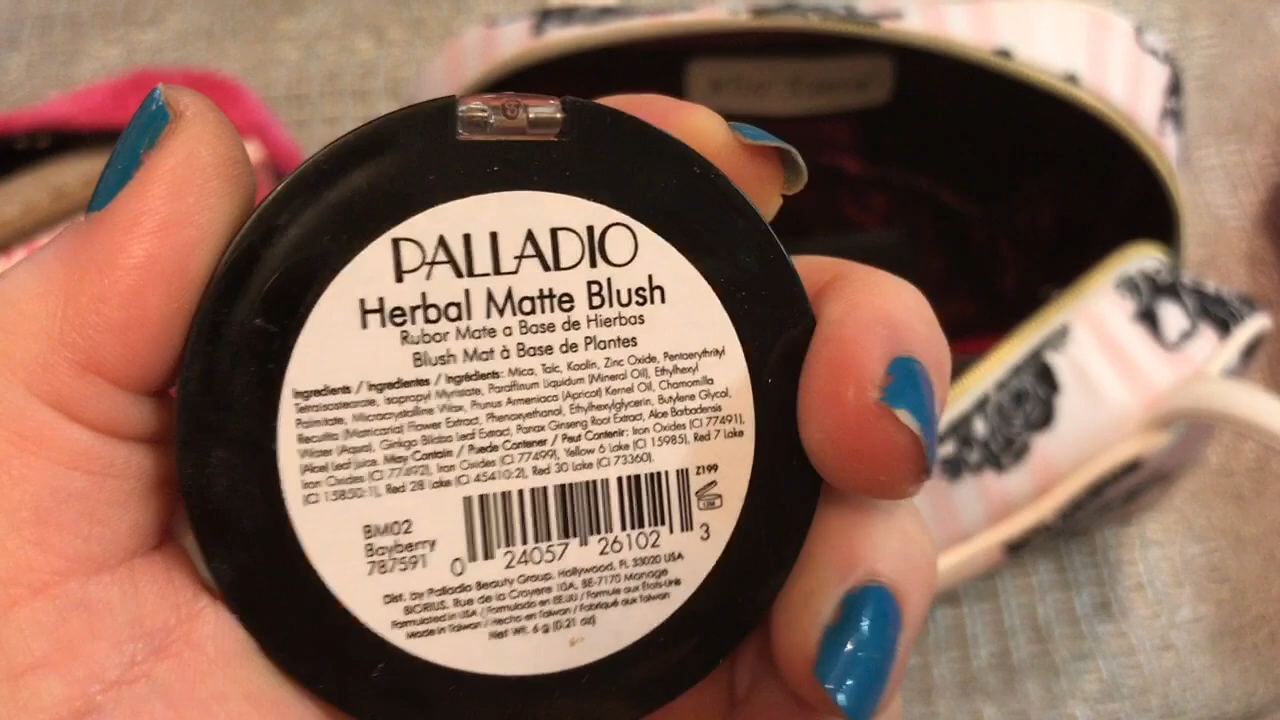 PALLADIO
Herbal Matte Blush
Rubor Mate a Base de Hierbas
Blush Mat à Base de Plantes
Ingredients / Ingredientes / Ingrédients: Mica, Talc, Kaolin, Zinc Oxide, Pentaerythrityl
Tetraisostearate, Isopropyl Myristate, Paraffinum Liquidum (Mineral Oil), Ethylhexyl
Palmitate, Microcrystalline Wax, Prunus Armeniaca (Apricot) Kernel Oil, Chamomilla
Recutita (Matricaria) Flower Extract, Phenoxyethanol, Ethylhexylglycerin, Butylene Glycol,
Water (Aqua), Ginkgo Biloba Leaf Extract, Panax Ginseng Root Extract, Aloe Barbadensis
(Aloe) Leaf Juice. May Contain / Puede Contener / Peut Contenir: Iron Oxides (CI 77491),
Iron Oxides (CI 77492), Iron Oxides (CI 77499), Yellow 6 Lake (CI 15985), Red 7 Lake
(CI 15850:1), Red 28 Lake (CI 45410:2), Red 30 Lake (CI 73360).
Z199
12M
BM02
Bayberry
787591
0 24057 26102 3
Dist. by Palladio Beauty Group, Hollywood, FL 33020 USA
BIORIUS, Rue de la Croyere 10A, BE-7170 Manage
Formulated in USA / Formulado en EE.UU / Formulé aux États-Unis
Made in Taiwan / Hecho en Taiwan / Fabriqué aux Taiwan
Net Wt. 6 g (0.21 oz)